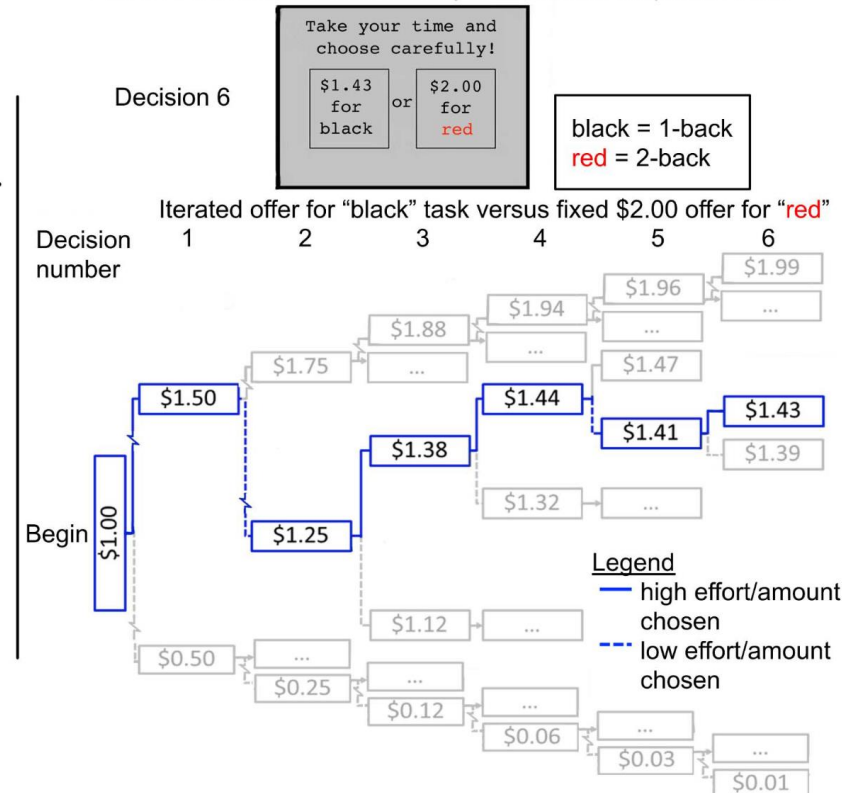 Take your time and
choose carefully!
Decision 6
$1.43
for
black
or
$2.00
for
red
black = 1-back
red = 2-back
Iterated offer for “black” task versus fixed $2.00 offer for “red”
Decision
number
1 2 3 4 5 6
$1.99
$1.96
...
$1.94
...
$1.88
...
$1.75
...
$1.47
$1.50
$1.44
$1.43
$1.41
$1.38
$1.39
$1.32
...
Begin
$1.00
$1.25
Legend
high effort/amount
chosen
low effort/amount
chosen
$1.12
...
$0.50
...
$0.25
...
$0.12
...
$0.06
...
$0.03
...
$0.01